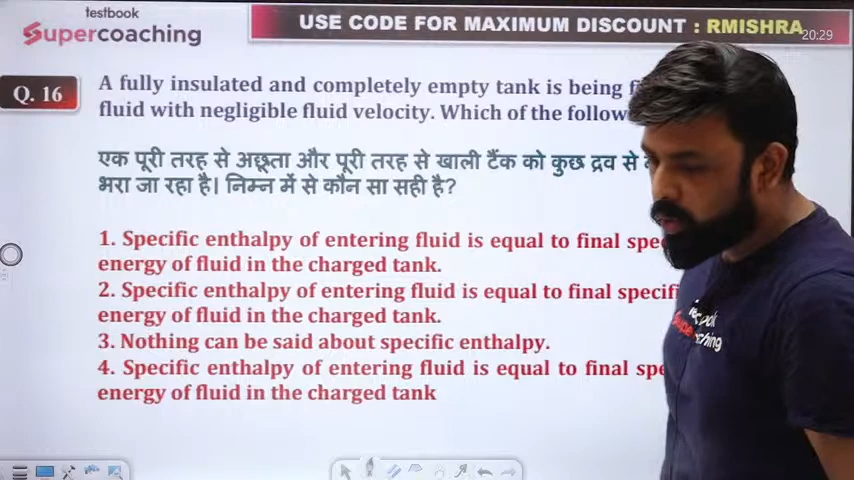 testbook
Supercoaching
USE CODE FOR MAXIMUM DISCOUNT : RMISHRA
20:29
Q. 16
A fully insulated and completely empty tank is being
fluid with negligible fluid velocity. Which of the
एक पूरी तरह से अछूता और पूरी तरह से खाली टैंक को कुछ द्रव से
भरा जा रहा है। निम्न में से कौन सा सही है?
1. Specific enthalpy of entering fluid is equal to final
energy of fluid in the charged tank.
2. Specific enthalpy of entering fluid is equal to final
energy of fluid in the charged tank.
3. Nothing can be said about specific enthalpy.
4. Specific enthalpy of entering fluid is equal to final
energy of fluid in the charged tank